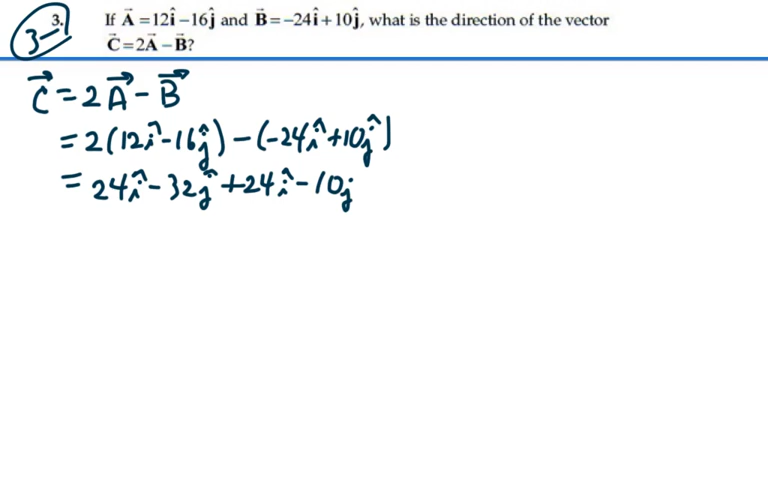 3-1
3. If A⃗ = 12î − 16ĵ and B⃗ = −24î + 10ĵ, what is the direction of the vector
C⃗ = 2A⃗ − B⃗?
C⃗ = 2A⃗ − B⃗
= 2(12î − 16ĵ) − (−24î + 10ĵ)
= 24î − 32ĵ + 24î − 10j